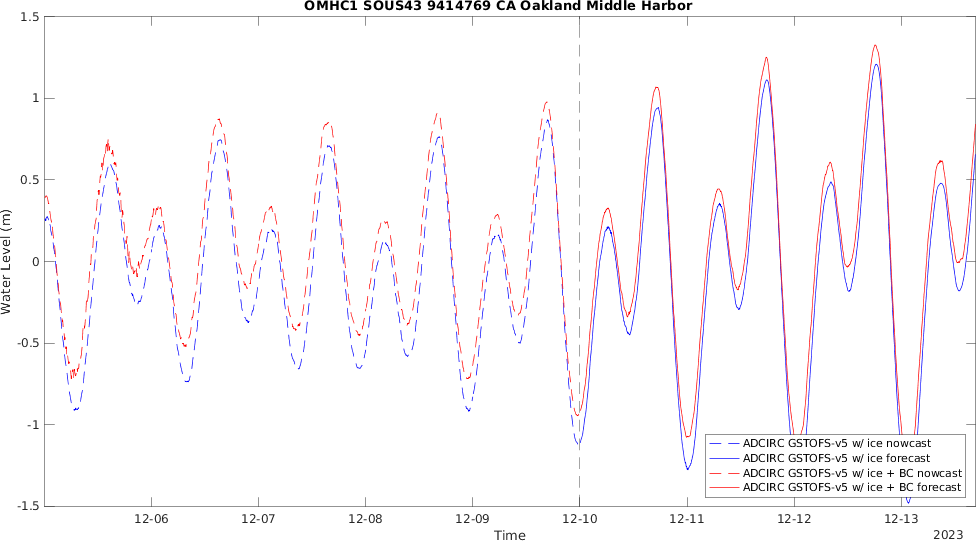 OMHC1 SOUS43 9414769 CA Oakland Middle Harbor
1.5
1
0.5
0
-0.5
-1
-1.5
Water Level (m)
ADCIRC GSTOFS-v5 w/ ice nowcast
ADCIRC GSTOFS-v5 w/ ice forecast
ADCIRC GSTOFS-v5 w/ ice + BC nowcast
ADCIRC GSTOFS-v5 w/ ice + BC forecast
12-06 12-07 12-08 12-09 12-10 12-11 12-12 12-13
Time
2023